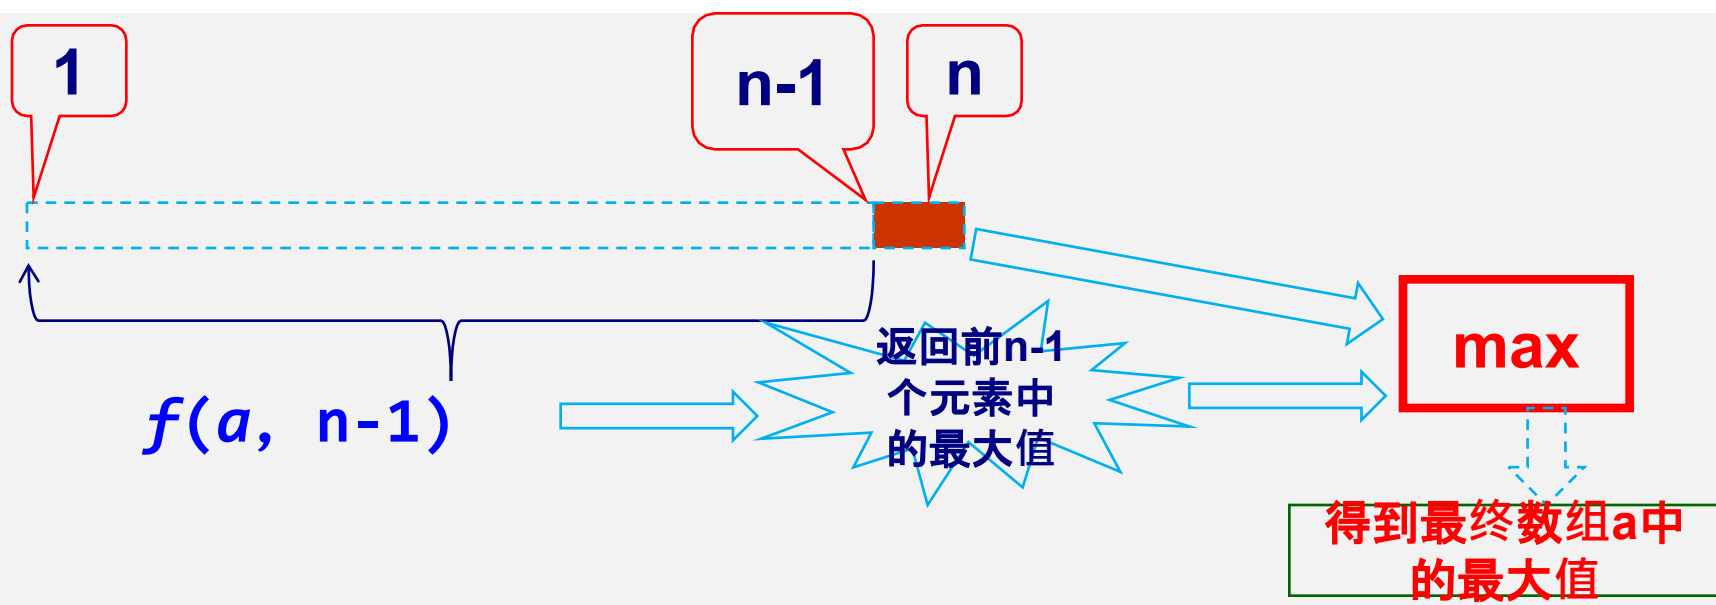 1
n-1
n
f(a, n-1)
返回前n-1
个元素中
的最大值
max
得到最终数组a中
的最大值